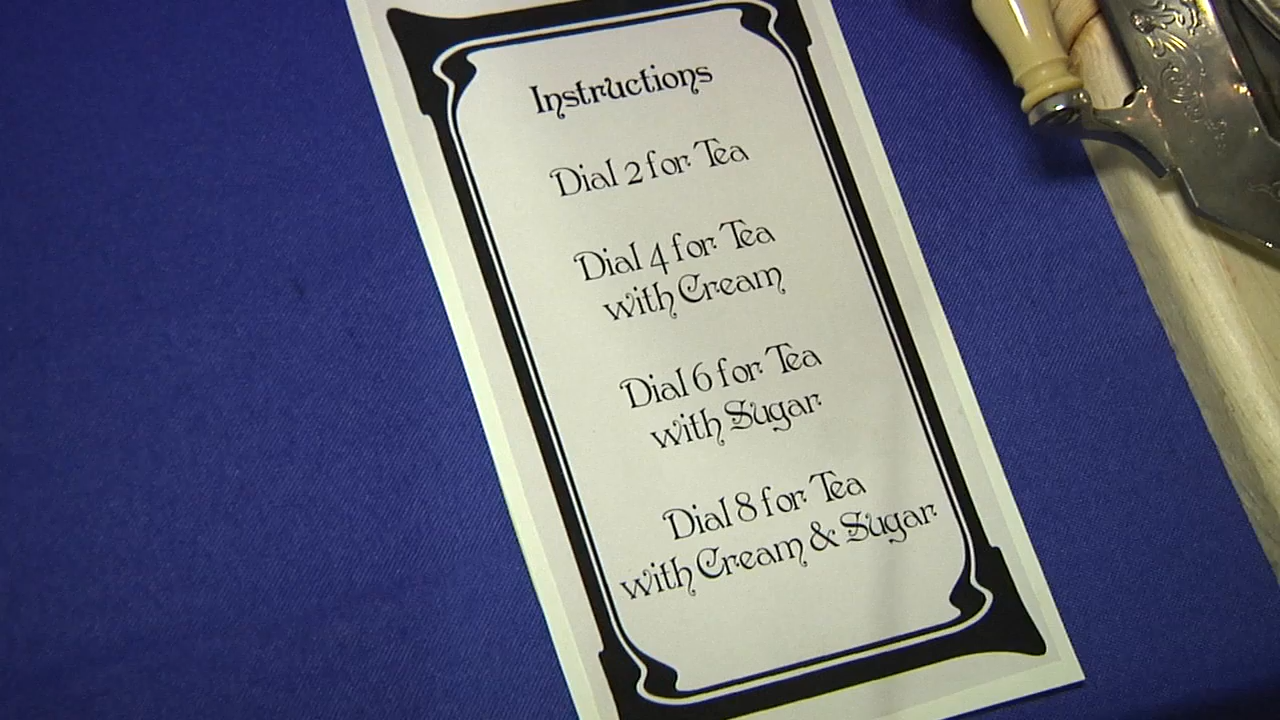 Instructions
Dial 2 for Tea
Dial 4 for Tea
with Cream
Dial 6 for Tea
with Sugar
Dial 8 for Tea
with Cream & Sugar